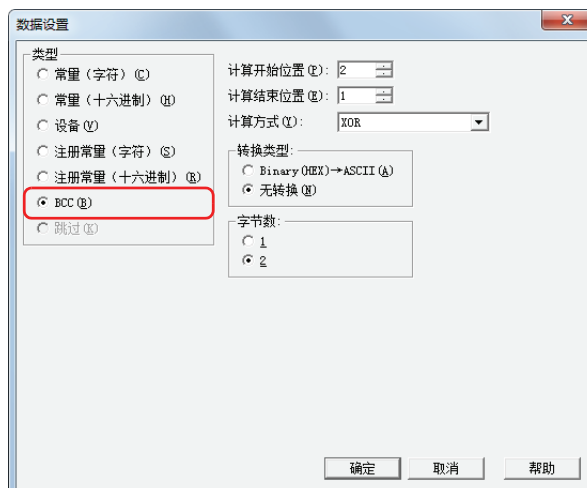 数据设置
类型
常量（字符）(C)
常量（十六进制）(H)
设备(V)
注册常量（字符）(S)
注册常量（十六进制）(R)
BCC(B)
跳过(K)
计算开始位置(P): 2
计算结束位置(E): 1
计算方式(Y): XOR
转换类型:
Binary(HEX)→ASCII(A)
无转换(N)
字节数:
1
2
确定 取消 帮助